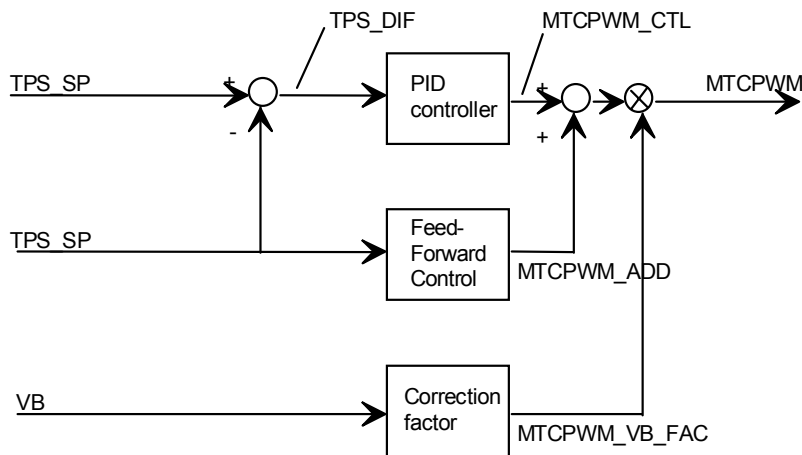 TPS_DIF
MTCPWM_CTL
TPS_SP
+
PID
controller
+
MTCPWM
-
+
TPS_SP
Feed-
Forward
Control
MTCPWM_ADD
VB
Correction
factor
MTCPWM_VB_FAC